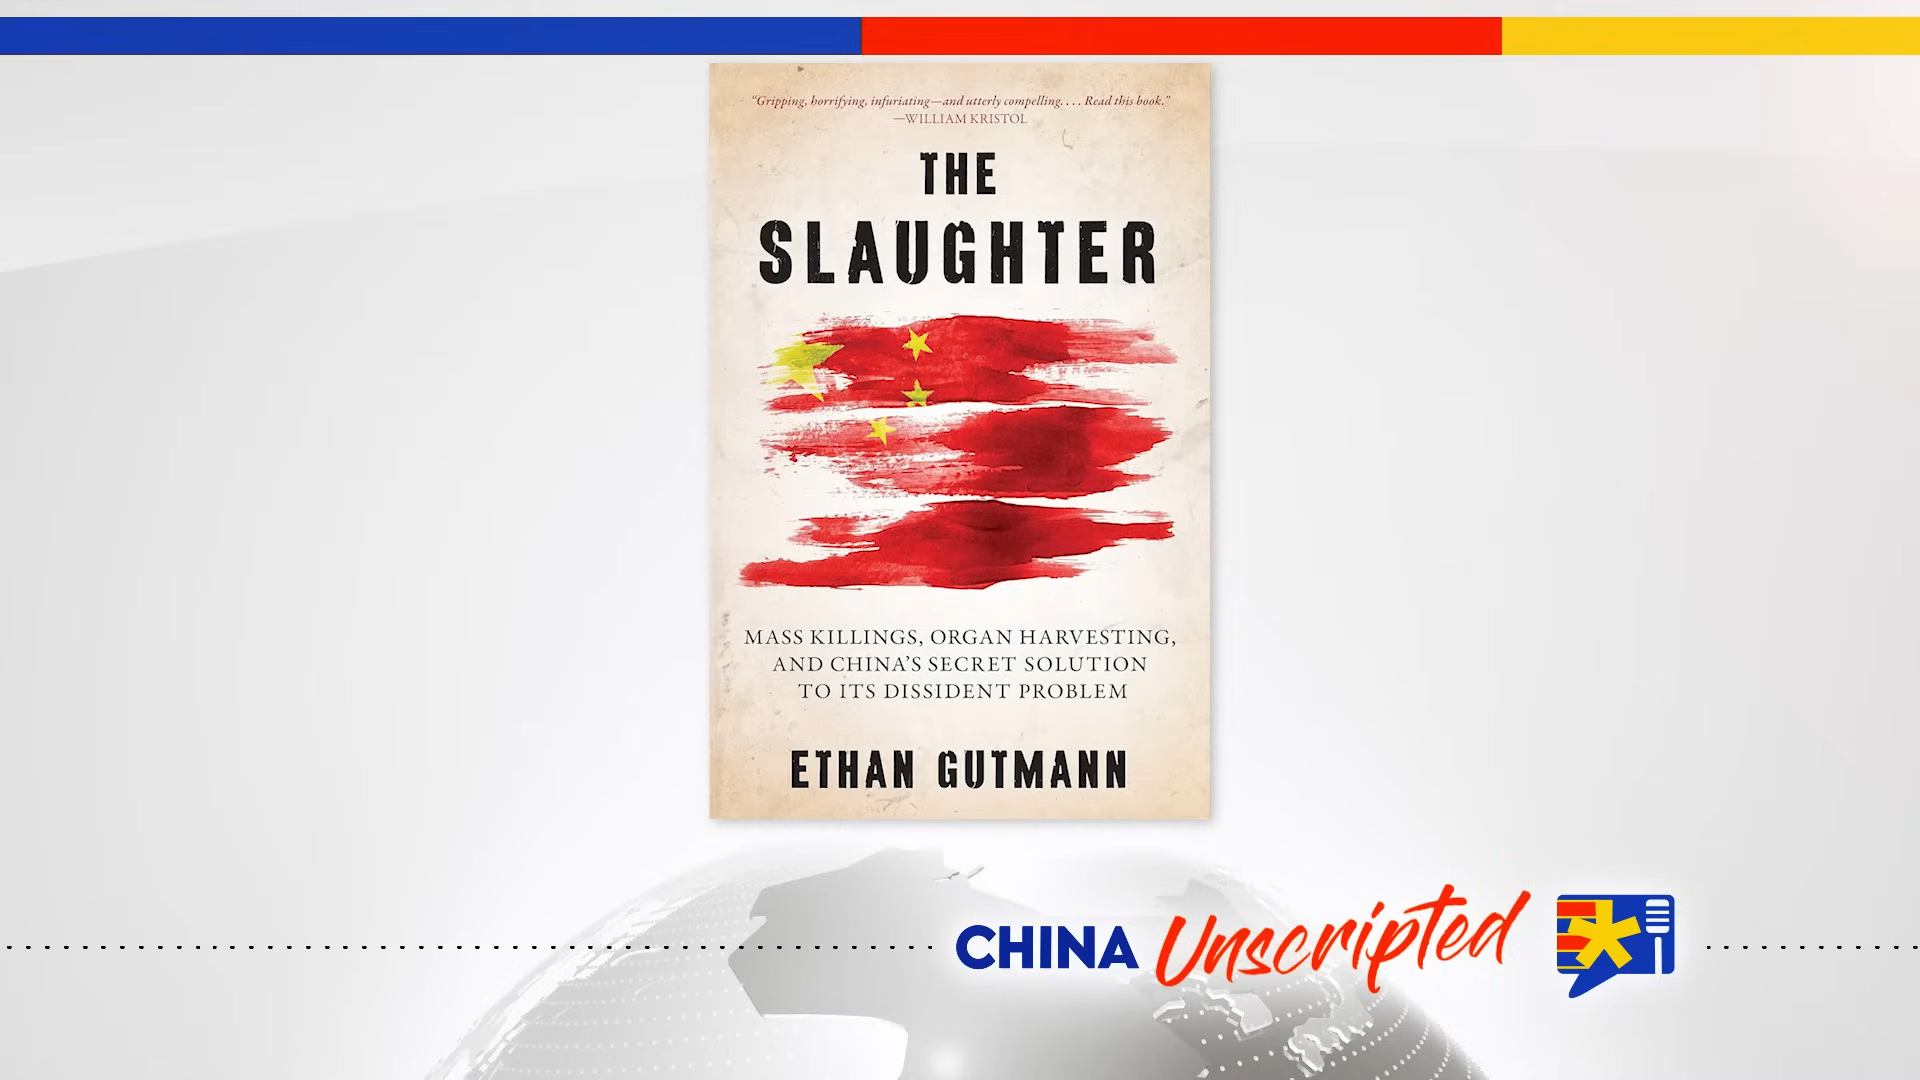 “Gripping, horrifying, infuriating—and utterly compelling. . . . Read this book.”
—WILLIAM KRISTOL
THE
SLAUGHTER
MASS KILLINGS, ORGAN HARVESTING,
AND CHINA’S SECRET SOLUTION
TO ITS DISSIDENT PROBLEM
ETHAN GUTMANN
CHINA Unscripted